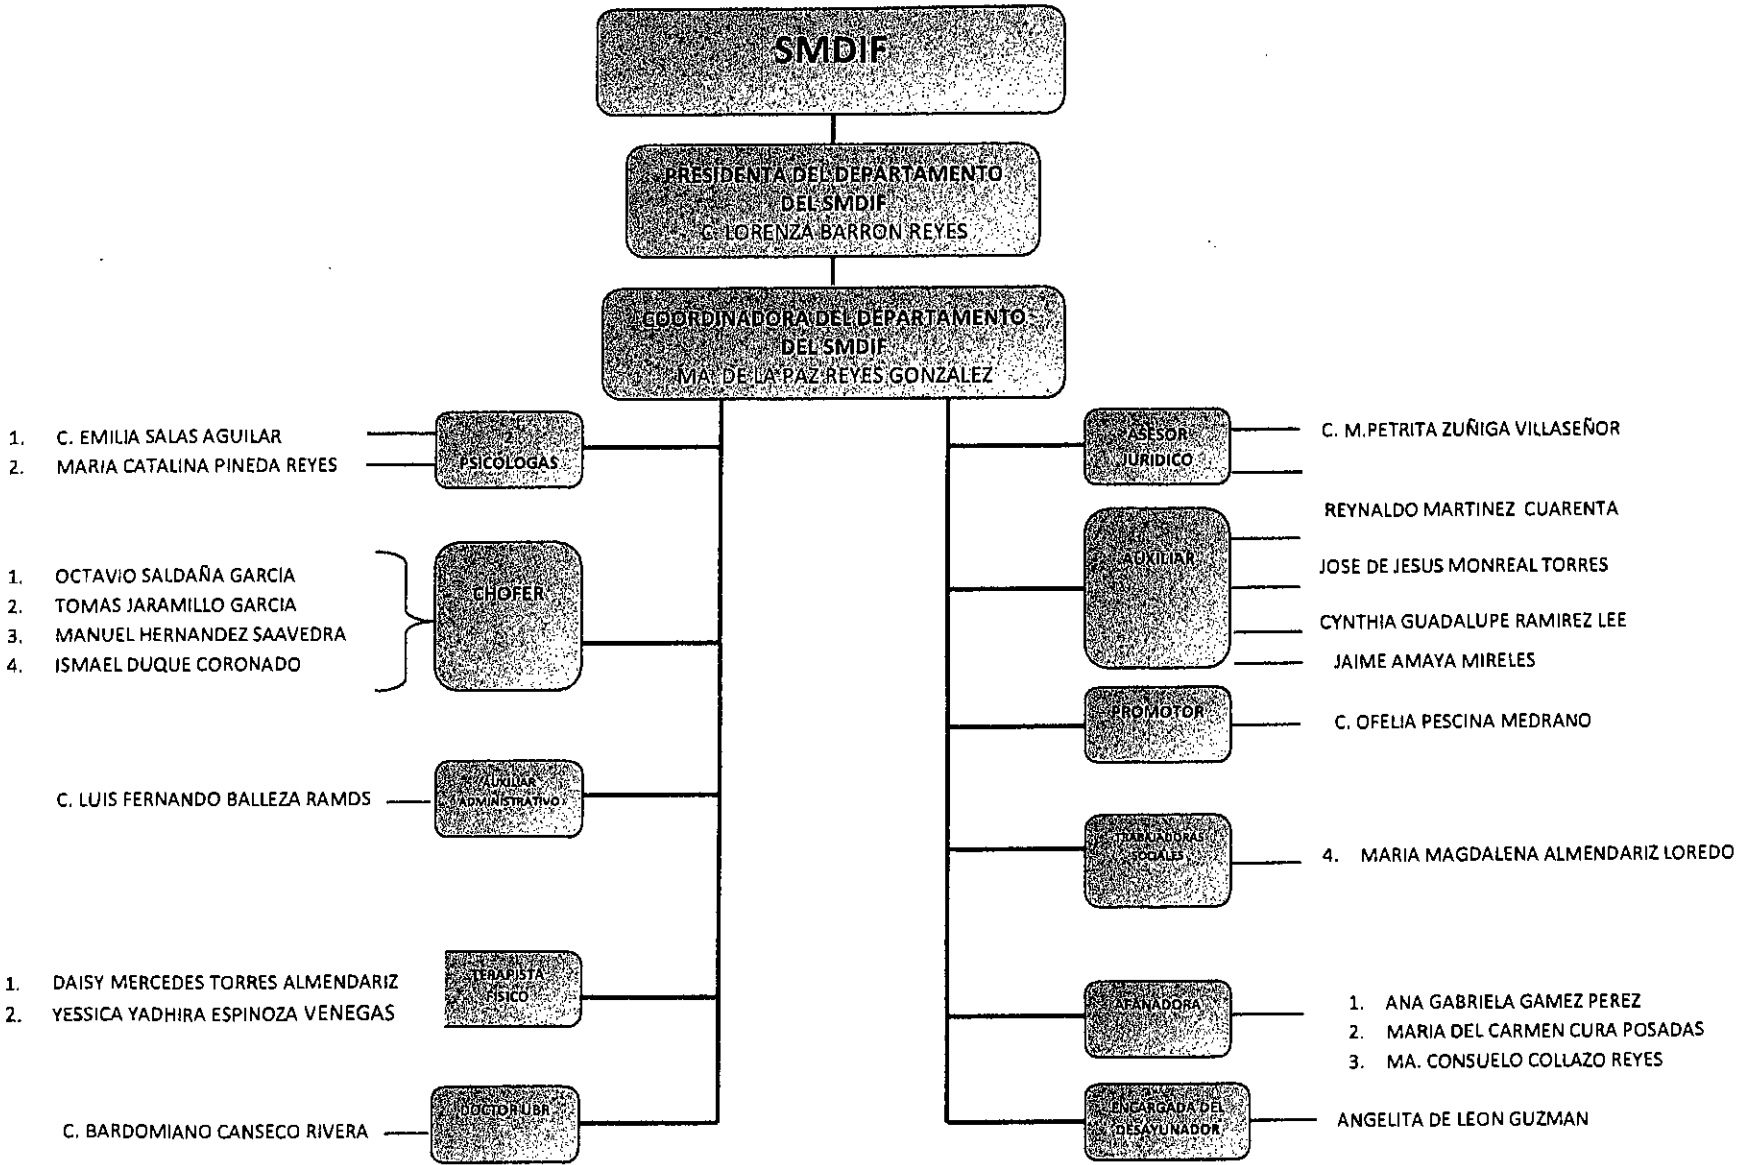 SMDIF
PRESIDENTA DEL DEPARTAMENTO
DEL SMDIF
C. LORENZA BARRON REYES
COORDINADORA DEL DEPARTAMENTO
DEL SMDIF
MA. DE LA PAZ REYES GONZALEZ
2
PSICOLOGAS
1. C. EMILIA SALAS AGUILAR
2. MARIA CATALINA PINEDA REYES
CHOFER
1. OCTAVIO SALDAÑA GARCIA
2. TOMAS JARAMILLO GARCIA
3. MANUEL HERNANDEZ SAAVEDRA
4. ISMAEL DUQUE CORONADO
AUXILIAR
ADMINISTRATIVO
C. LUIS FERNANDO BALLEZA RAMOS
TERAPISTA
FISICO
1. DAISY MERCEDES TORRES ALMENDARIZ
2. YESSICA YADHIRA ESPINOZA VENEGAS
DOCTOR UBR
C. BARDOMIANO CANSECO RIVERA
ASESOR
JURIDICO
C. M.PETRITA ZUÑIGA VILLASEÑOR
REYNALDO MARTINEZ CUARENTA
AUXILIAR
JOSE DE JESUS MONREAL TORRES
CYNTHIA GUADALUPE RAMIREZ LEE
JAIME AMAYA MIRELES
PROMOTOR
C. OFELIA PESCINA MEDRANO
TRABAJADORAS
SOCIALES
4. MARIA MAGDALENA ALMENDARIZ LOREDO
AFANADORA
1. ANA GABRIELA GAMEZ PEREZ
2. MARIA DEL CARMEN CURA POSADAS
3. MA. CONSUELO COLLAZO REYES
ENCARGADA DEL
DESAYUNADOR
ANGELITA DE LEON GUZMAN